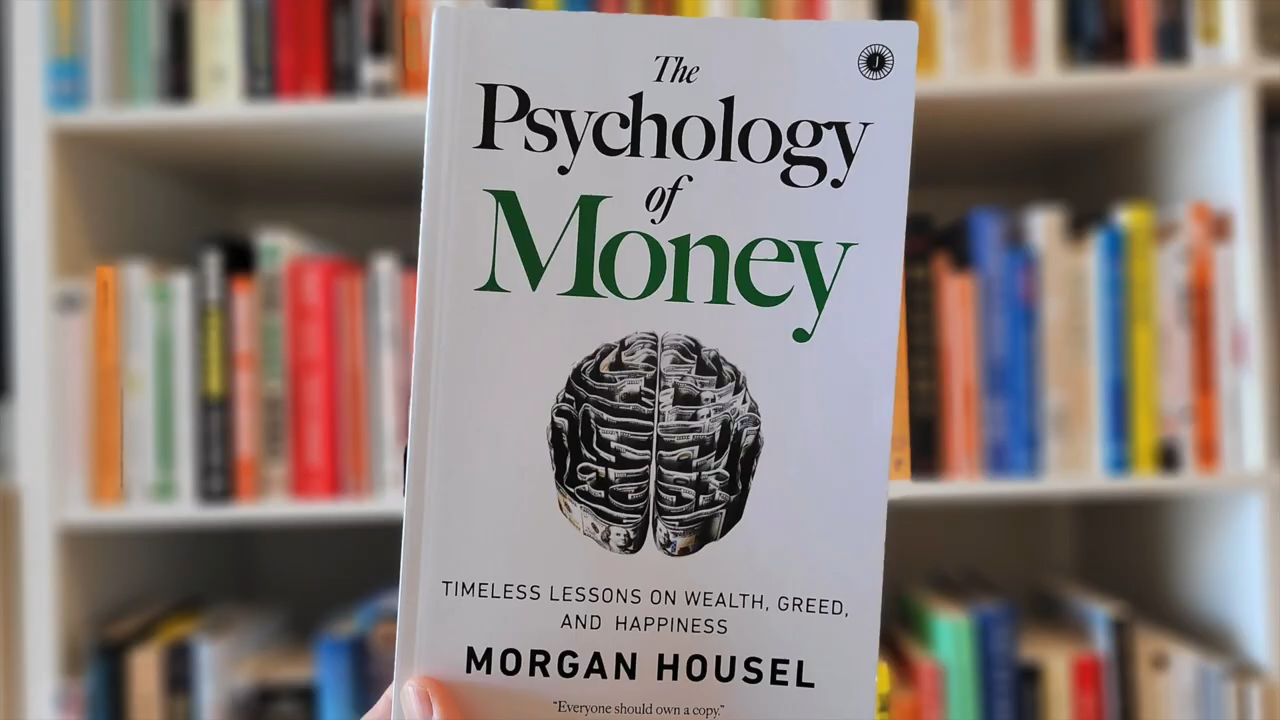 The
Psychology
of
Money
TIMELESS LESSONS ON WEALTH, GREED,
AND HAPPINESS
MORGAN HOUSEL
"Everyone should own a copy."
J